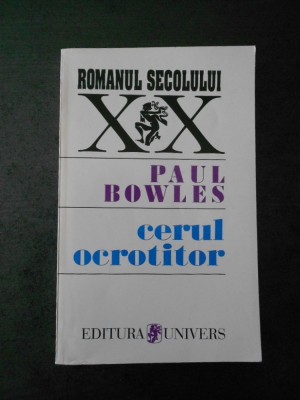 ROMANUL SECOLULUI
XX
PAUL
BOWLES
cerul
ocrotitor
EDITURA UNIVERS